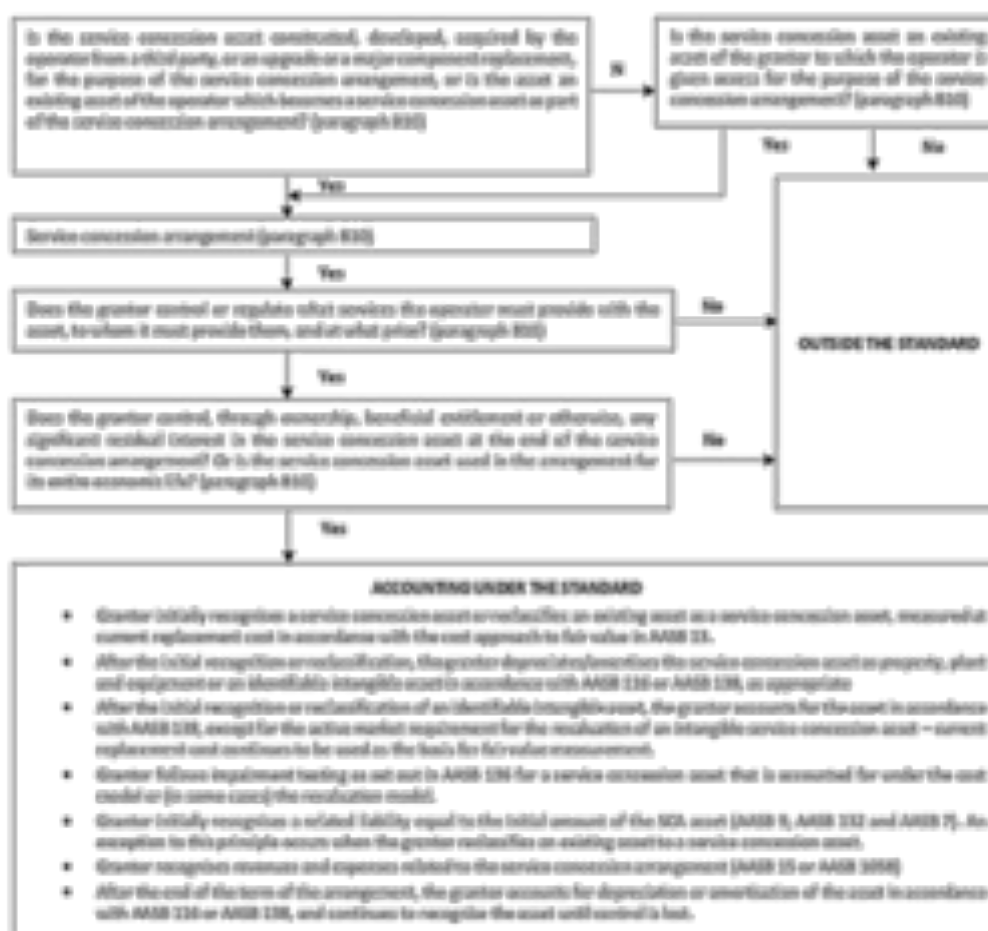 Is the service concession asset constructed, developed, acquired by the
operator from a third party, or an upgrade or a major component replacement,
for the purpose of the service concession arrangement, or is the asset an
existing asset of the operator which becomes a service concession asset as part
of the service concession arrangement? (paragraph B10)
N
Is the service concession asset an existing
asset of the grantor to which the operator is
given access for the purpose of the service
concession arrangement? (paragraph B10)
Yes
No
Yes
Service concession arrangement (paragraph B10)
Yes
Does the grantor control or regulate what services the operator must provide with the
asset, to whom it must provide them, and at what price? (paragraph B10)
No
OUTSIDE THE STANDARD
Yes
Does the grantor control, through ownership, beneficial entitlement or otherwise, any
significant residual interest in the service concession asset at the end of the service
concession arrangement? Or is the service concession asset used in the arrangement for
its entire economic life? (paragraph B10)
No
Yes
ACCOUNTING UNDER THE STANDARD
• Grantor initially recognises a service concession asset or reclassifies an existing asset as a service concession asset, measured at
current replacement cost in accordance with the cost approach to fair value in AASB 13.
• After the initial recognition or reclassification, the grantor depreciates/amortises the service concession asset as property, plant
and equipment or an identifiable intangible asset in accordance with AASB 116 or AASB 138, as appropriate
• After the initial recognition or reclassification of an identifiable intangible asset, the grantor accounts for the asset in accordance
with AASB 138, except for the active market requirement for the revaluation of an intangible service concession asset – current
replacement cost continues to be used as the basis for fair value measurement.
• Grantor follows impairment testing as set out in AASB 136 for a service concession asset that is accounted for under the cost
model or (in some cases) the revaluation model.
• Grantor initially recognises a related liability equal to the initial amount of the SCA asset (AASB 9, AASB 132 and AASB 7). An
exception to this principle occurs when the grantor reclassifies an existing asset to a service concession asset.
• Grantor recognises revenues and expenses related to the service concession arrangement (AASB 15 or AASB 1058)
• After the end of the term of the arrangement, the grantor accounts for depreciation or amortisation of the asset in accordance
with AASB 116 or AASB 138, and continues to recognise the asset until control is lost.